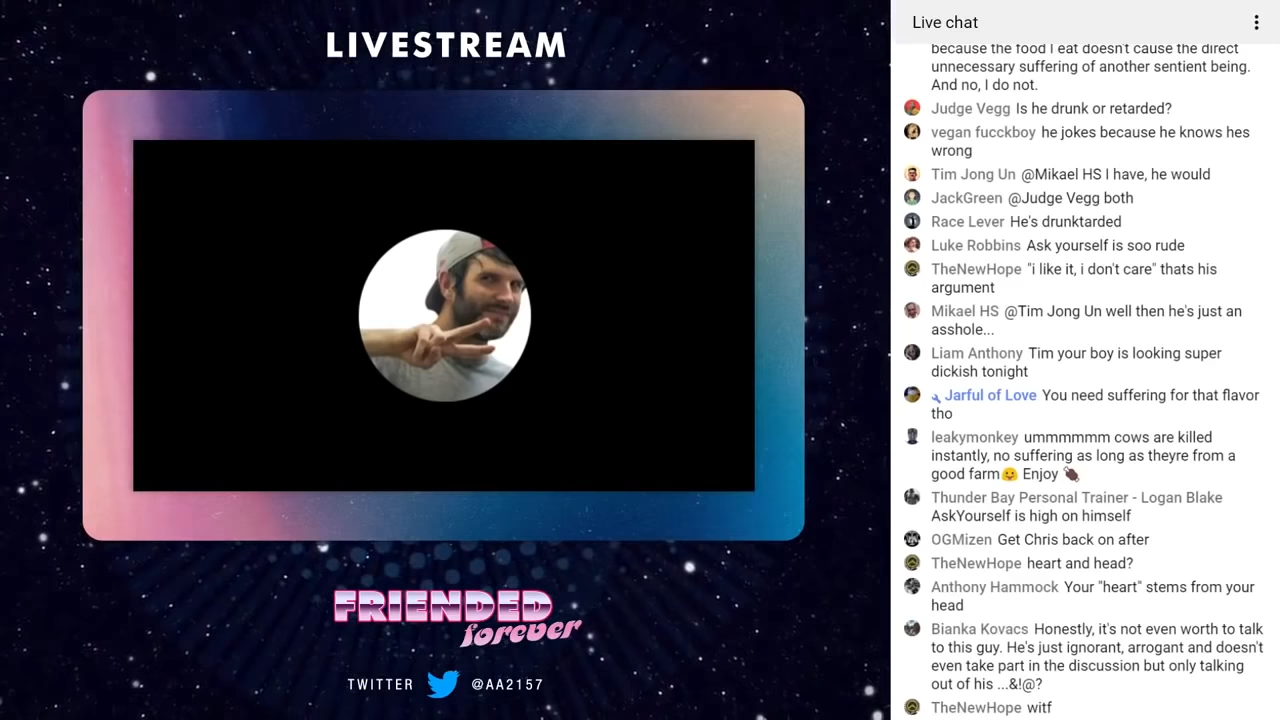 LIVESTREAM
FRIENDED
forever
TWITTER @AA2157
Live chat
because the food I eat doesn't cause the direct
unnecessary suffering of another sentient being.
And no, I do not.
Judge Vegg Is he drunk or retarded?
vegan fucckboy he jokes because he knows hes
wrong
Tim Jong Un @Mikael HS I have, he would
JackGreen @Judge Vegg both
Race Lever He's drunktarded
Luke Robbins Ask yourself is soo rude
TheNewHope "i like it, i don't care" thats his
argument
Mikael HS @Tim Jong Un well then he's just an
asshole...
Liam Anthony Tim your boy is looking super
dickish tonight
Jarful of Love You need suffering for that flavor
tho
leakymonkey ummmmmm cows are killed
instantly, no suffering as long as theyre from a
good farm🤗 Enjoy 🍖
Thunder Bay Personal Trainer - Logan Blake
AskYourself is high on himself
OGMizen Get Chris back on after
TheNewHope heart and head?
Anthony Hammock Your "heart" stems from your
head
Bianka Kovacs Honestly, it's not even worth to talk
to this guy. He's just ignorant, arrogant and doesn't
even take part in the discussion but only talking
out of his ...&!@?
TheNewHope witf